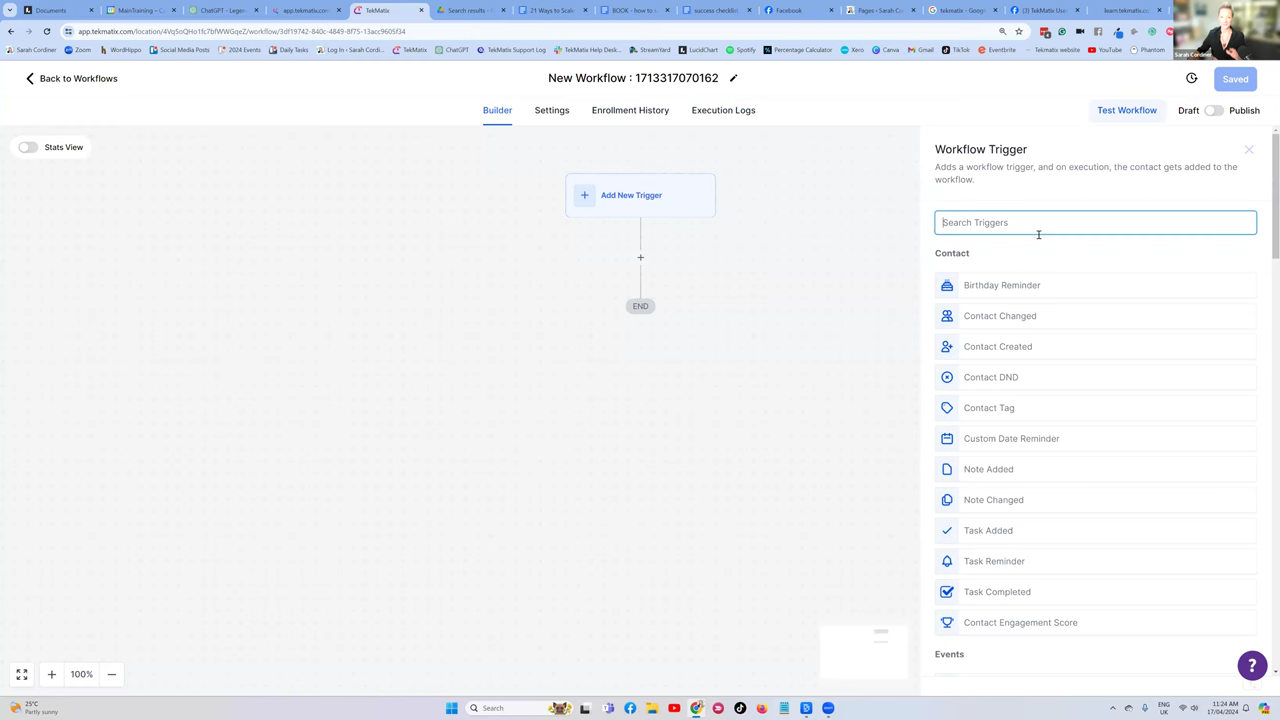 Documents
MainTraining - C
ChatGPT - Legen
app.tekmatix.com
TekMatix
Search results - F
21 Ways to Scale
BOOK - how to u
success checklist
Facebook
Pages - Sarah Co
tekmatix - Googl
(3) TekMatix Use
learn.tekmatix.co
app.tekmatix.com/location/4VqSoQHo1fc7bfWWGqeZ/workflow/3df19742-840c-4849-8f75-13acc9605f34
Sarah Cordiner
Zoom
WordHippo
Social Media Posts
2024 Events
Daily Tasks
Log In ‹ Sarah Cordi...
TekMatix
ChatGPT
TekMatix Support Log
TekMatix Help Desk...
StreamYard
LucidChart
Spotify
Percentage Calculator
Xero
Canva
Gmail
TikTok
Eventbrite
Tekmatix website
YouTube
Phantom
Sarah Cordiner
Back to Workflows
New Workflow : 1713317070162
Saved
Builder
Settings
Enrollment History
Execution Logs
Test Workflow
Draft
Publish
Stats View
Add New Trigger
END
Workflow Trigger
Adds a workflow trigger, and on execution, the contact gets added to the
workflow.
Search Triggers
Contact
Birthday Reminder
Contact Changed
Contact Created
Contact DND
Contact Tag
Custom Date Reminder
Note Added
Note Changed
Task Added
Task Reminder
Task Completed
Contact Engagement Score
Events
100%
?
25°C
Partly sunny
Search
ENG
UK
11:24 AM
17/04/2024